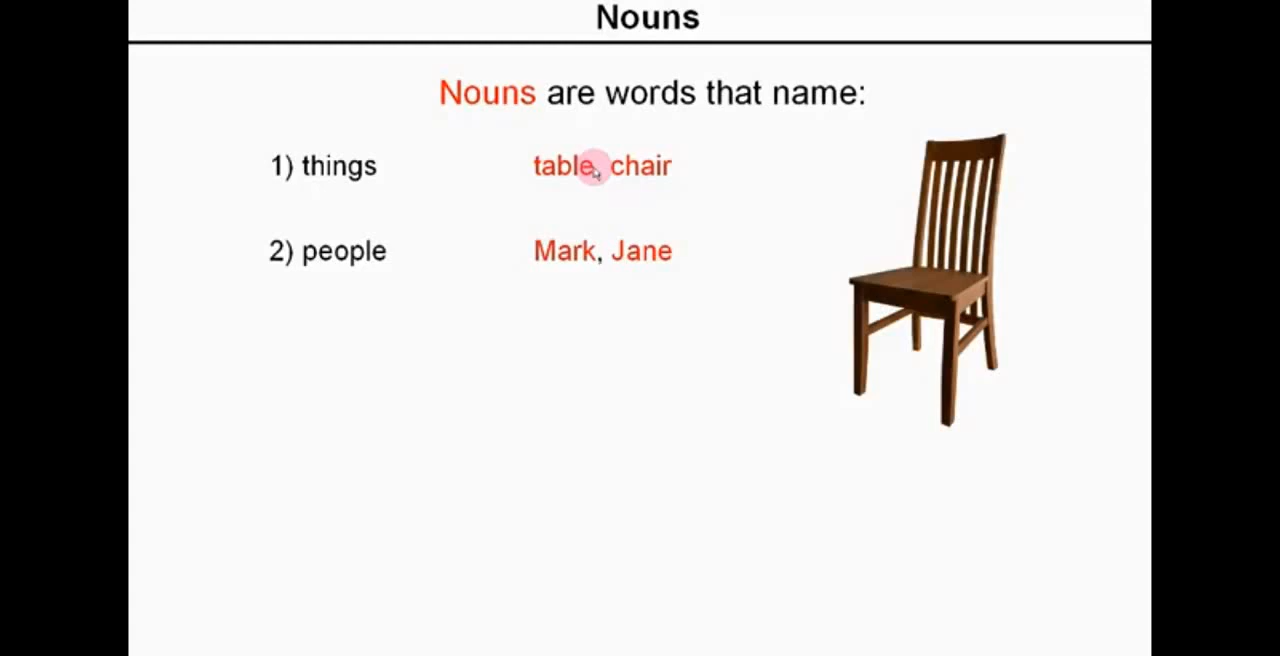 Nouns
Nouns are words that name:
1) things table, chair
2) people Mark, Jane